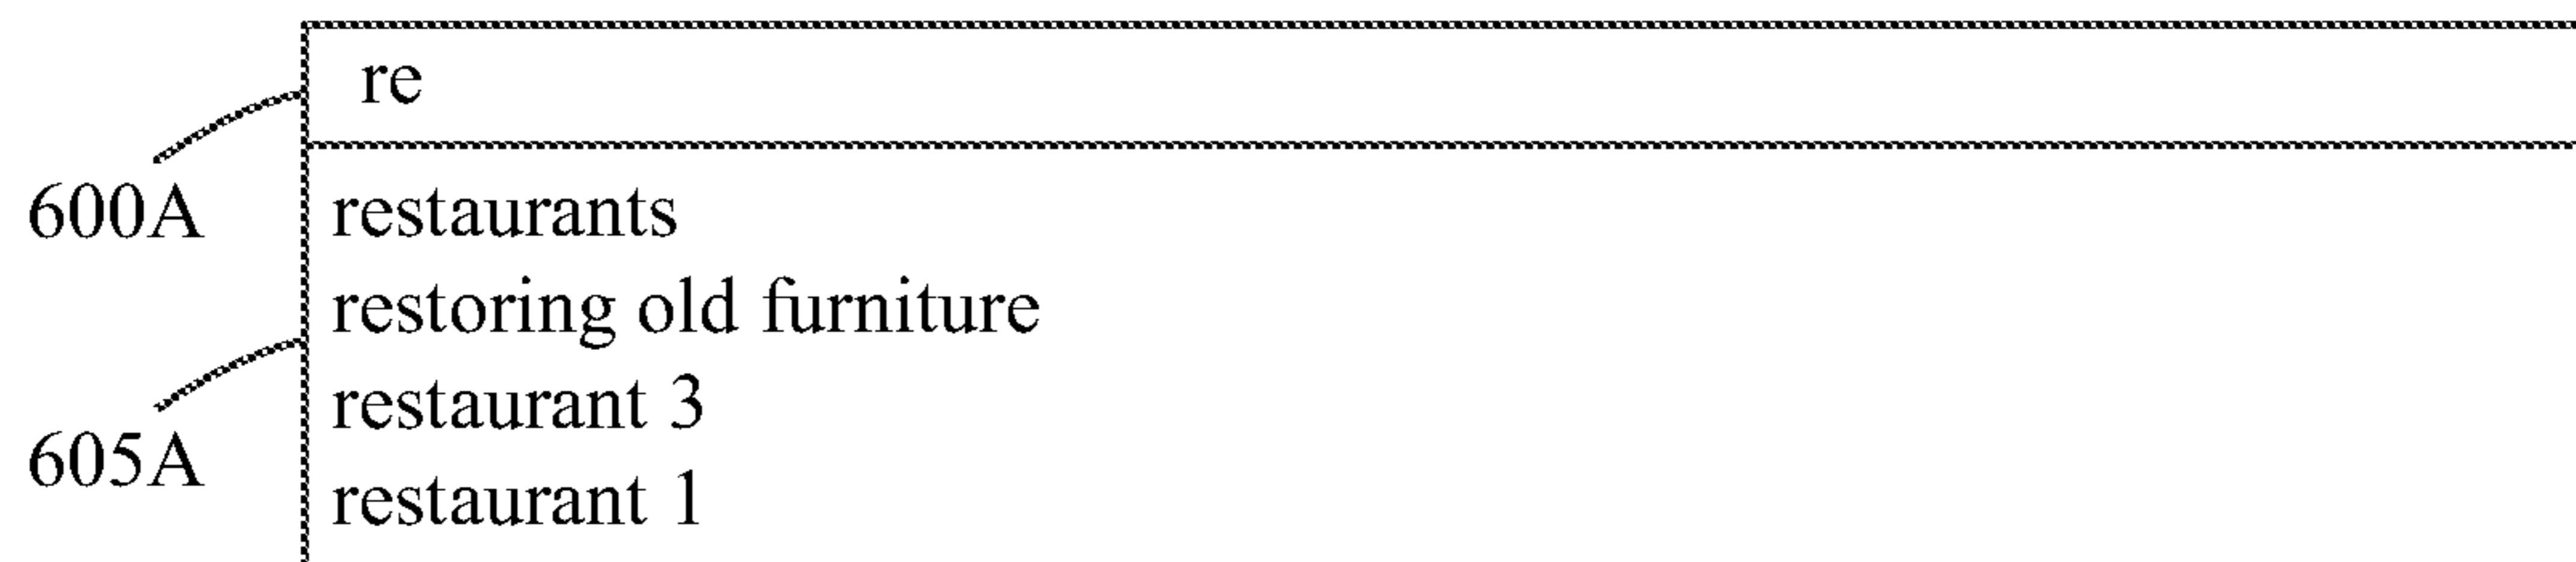 re
600A
restaurants
restoring old furniture
605A
restaurant 3
restaurant 1